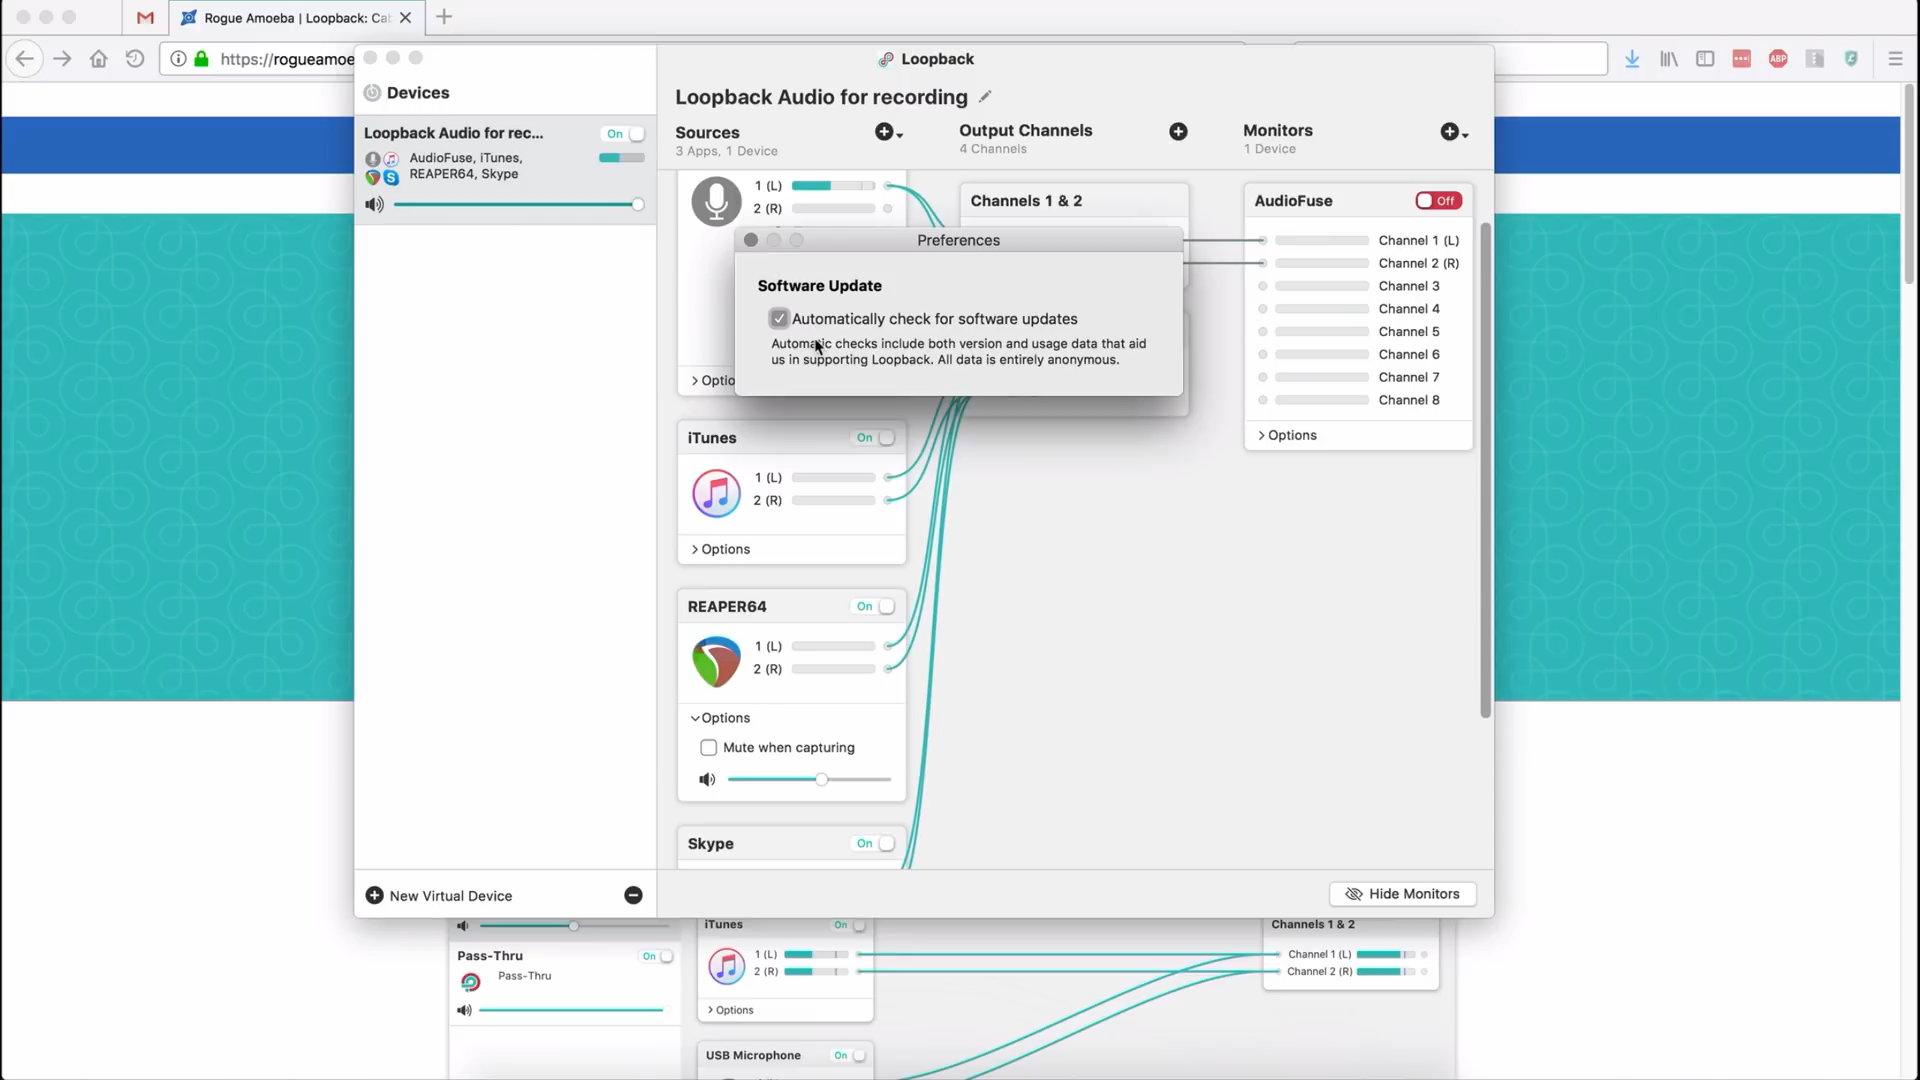 Rogue Amoeba | Loopback: Cab
https://rogueamoe
ABP
Loopback
Devices
Loopback Audio for rec...
On
AudioFuse, iTunes,
REAPER64, Skype
New Virtual Device
Loopback Audio for recording
Sources
3 Apps, 1 Device
Output Channels
4 Channels
Monitors
1 Device
1 (L)
2 (R)
Optio
Channels 1 & 2
Preferences
Software Update
Automatically check for software updates
Automatic checks include both version and usage data that aid
us in supporting Loopback. All data is entirely anonymous.
AudioFuse
Off
Channel 1 (L)
Channel 2 (R)
Channel 3
Channel 4
Channel 5
Channel 6
Channel 7
Channel 8
Options
iTunes
On
1 (L)
2 (R)
Options
REAPER64
On
1 (L)
2 (R)
Options
Mute when capturing
Skype
On
Hide Monitors
Pass-Thru
On
Pass-Thru
iTunes
On
1 (L)
2 (R)
Options
USB Microphone
On
Channels 1 & 2
Channel 1 (L)
Channel 2 (R)